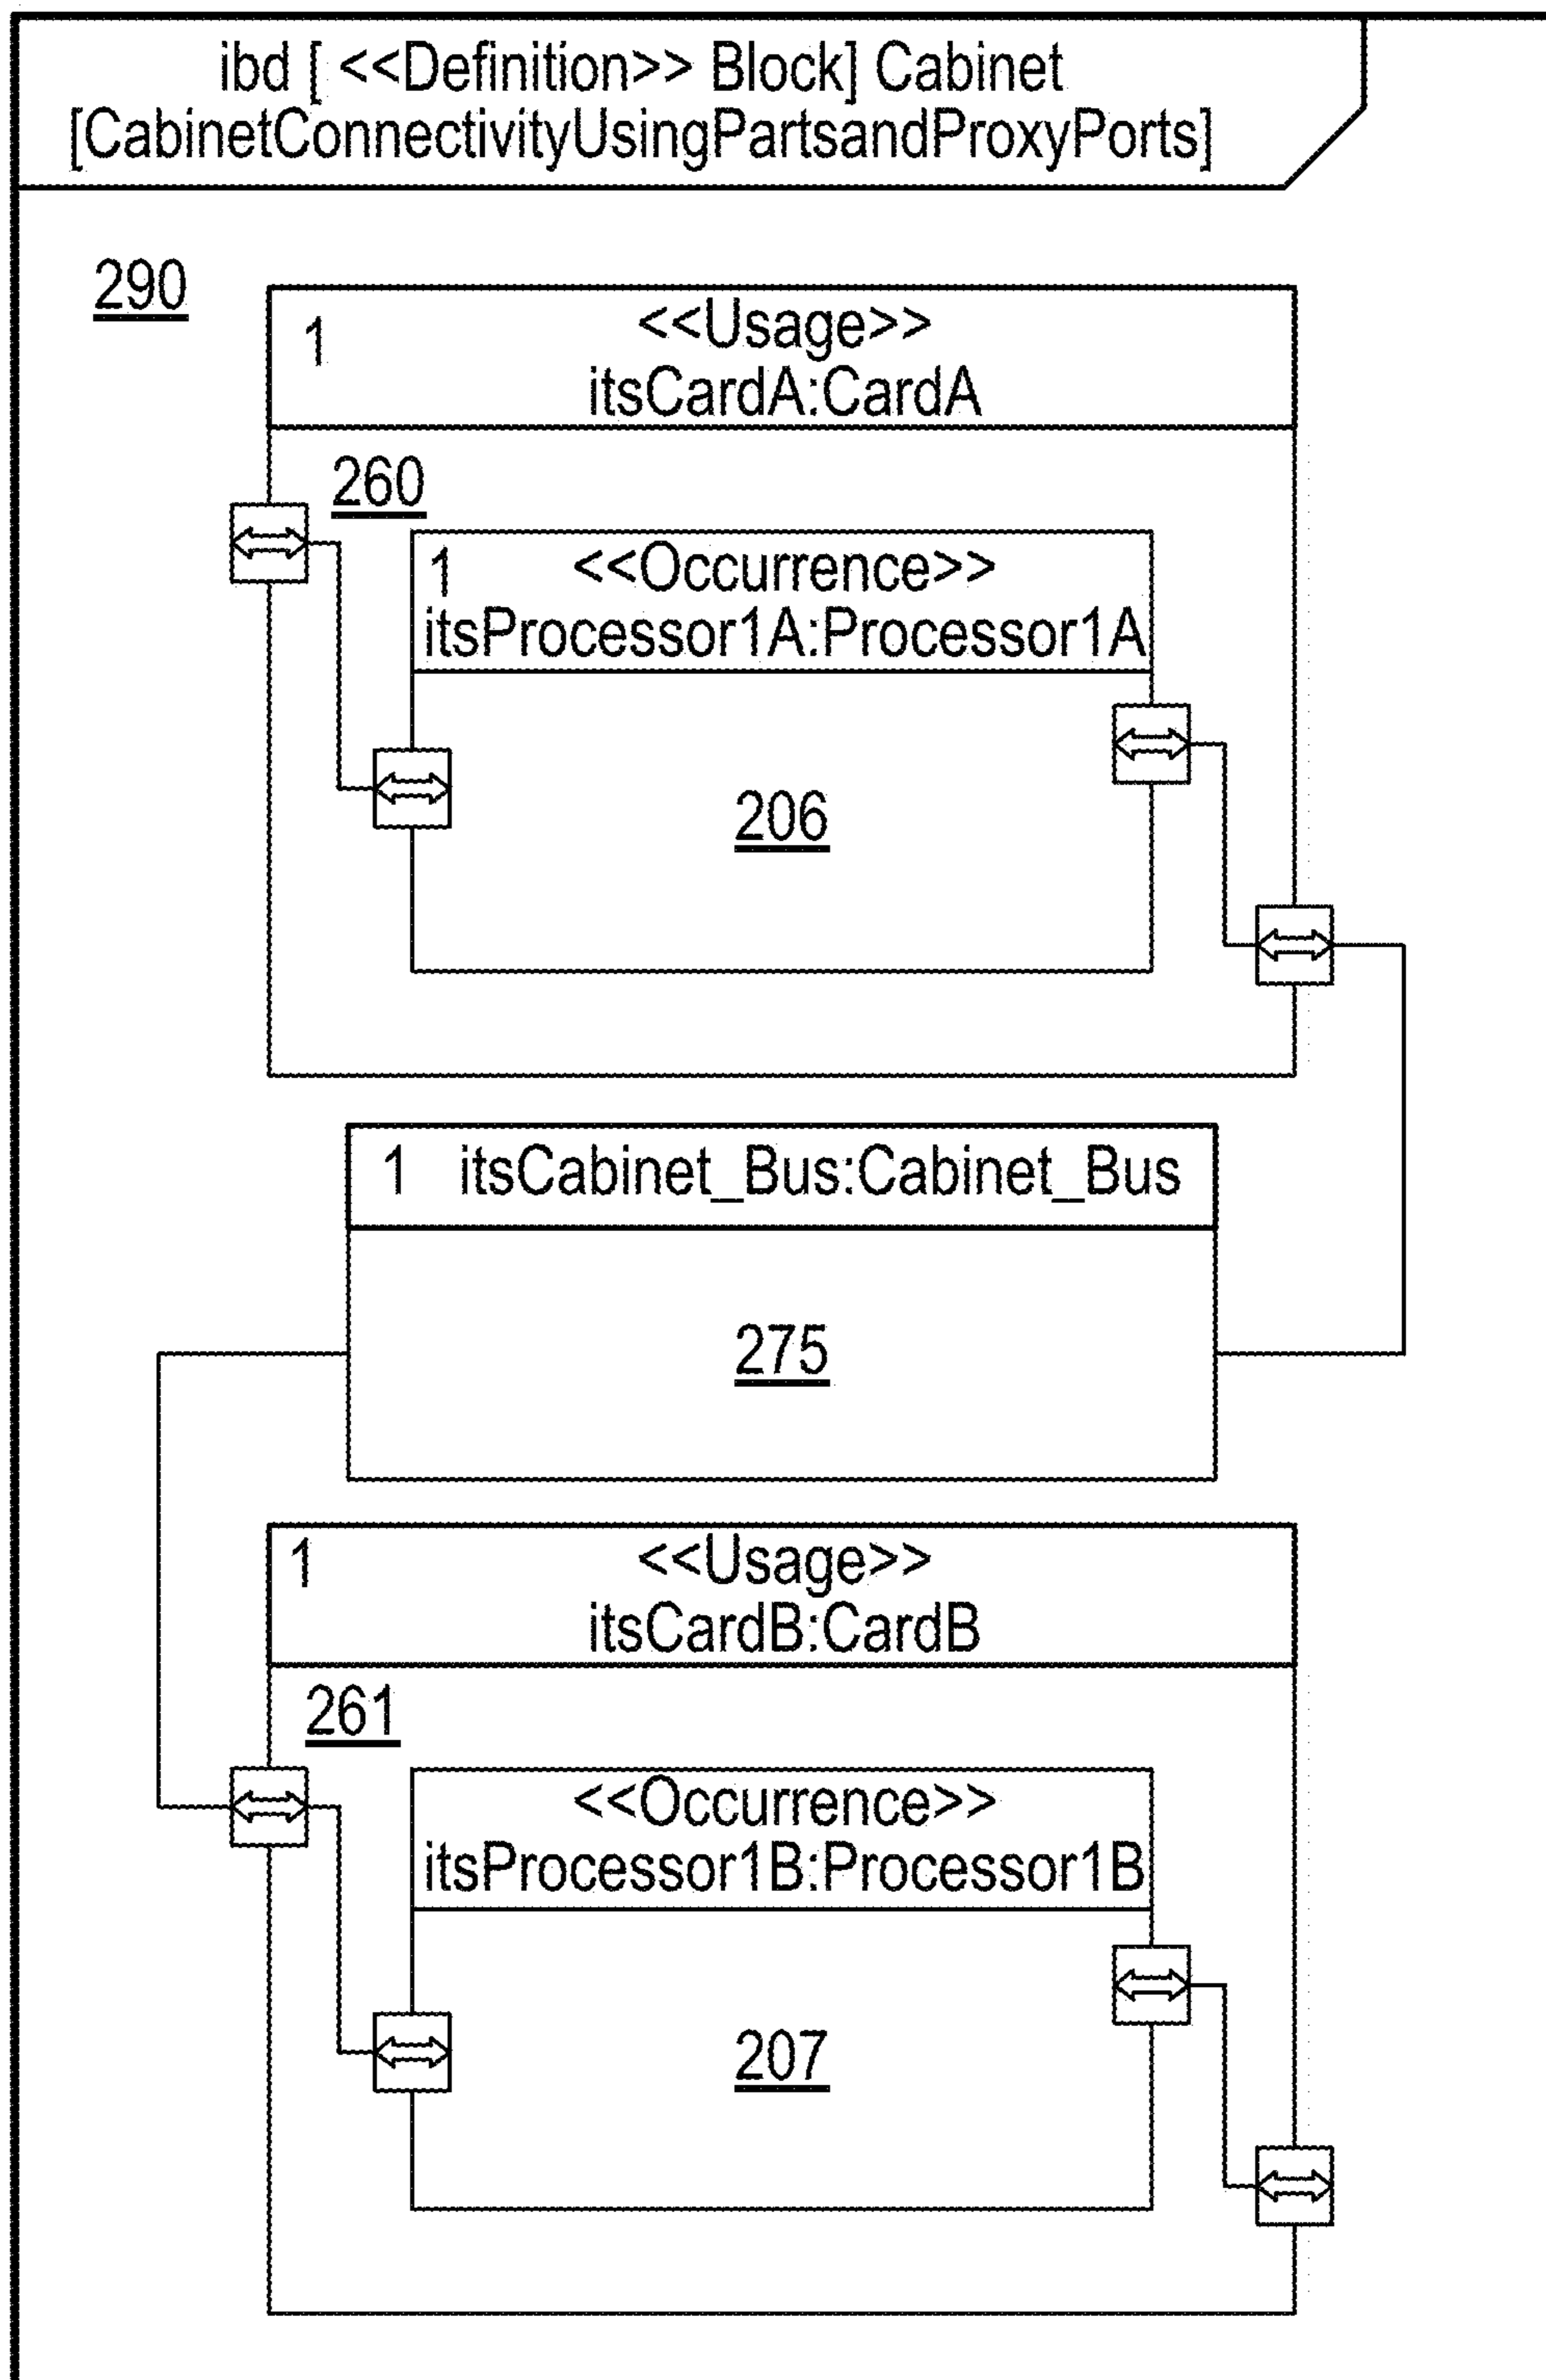 ibd [ <<Definition>> Block] Cabinet
[CabinetConnectivityUsingPartsandProxyPorts]
290
1 <<Usage>>
itsCardA:CardA
260
1 <<Occurrence>>
itsProcessor1A:Processor1A
206
1 itsCabinet_Bus:Cabinet_Bus
275
1 <<Usage>>
itsCardB:CardB
261
<<Occurrence>>
itsProcessor1B:Processor1B
207